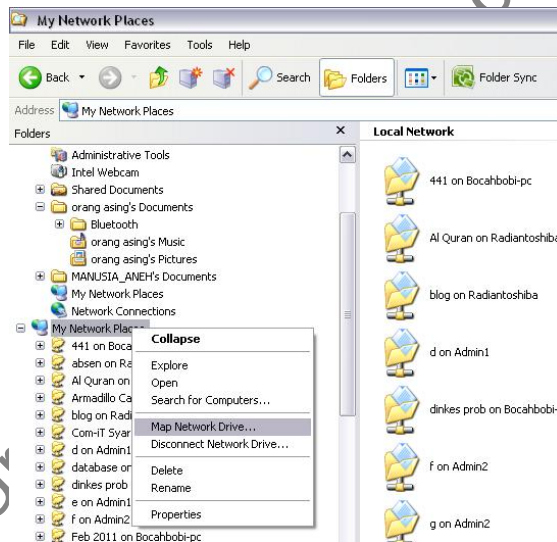 My Network Places
File Edit View Favorites Tools Help
Back Search Folders Folder Sync
Address My Network Places
Folders x
Administrative Tools
Intel Webcam
Shared Documents
orang asing's Documents
Bluetooth
orang asing's Music
orang asing's Pictures
MANUSIA_ANEH's Documents
My Network Places
Network Connections
My Network Places
441 on Boca
absen on Ra
Al Quran on
Armadillo Ca
blog on Radi
Com-iT Syar
d on Admin1
database on
dinkes prob
e on Admin1
f on Admin2
Feb 2011 on Bocahbobi-pc
Collapse
Explore
Open
Search for Computers...
Map Network Drive...
Disconnect Network Drive...
Delete
Rename
Properties
Local Network
441 on Bocahbobi-pc
Al Quran on Radiantoshiba
blog on Radiantoshiba
d on Admin1
dinkes prob on Bocahbobi-
f on Admin2
g on Admin2